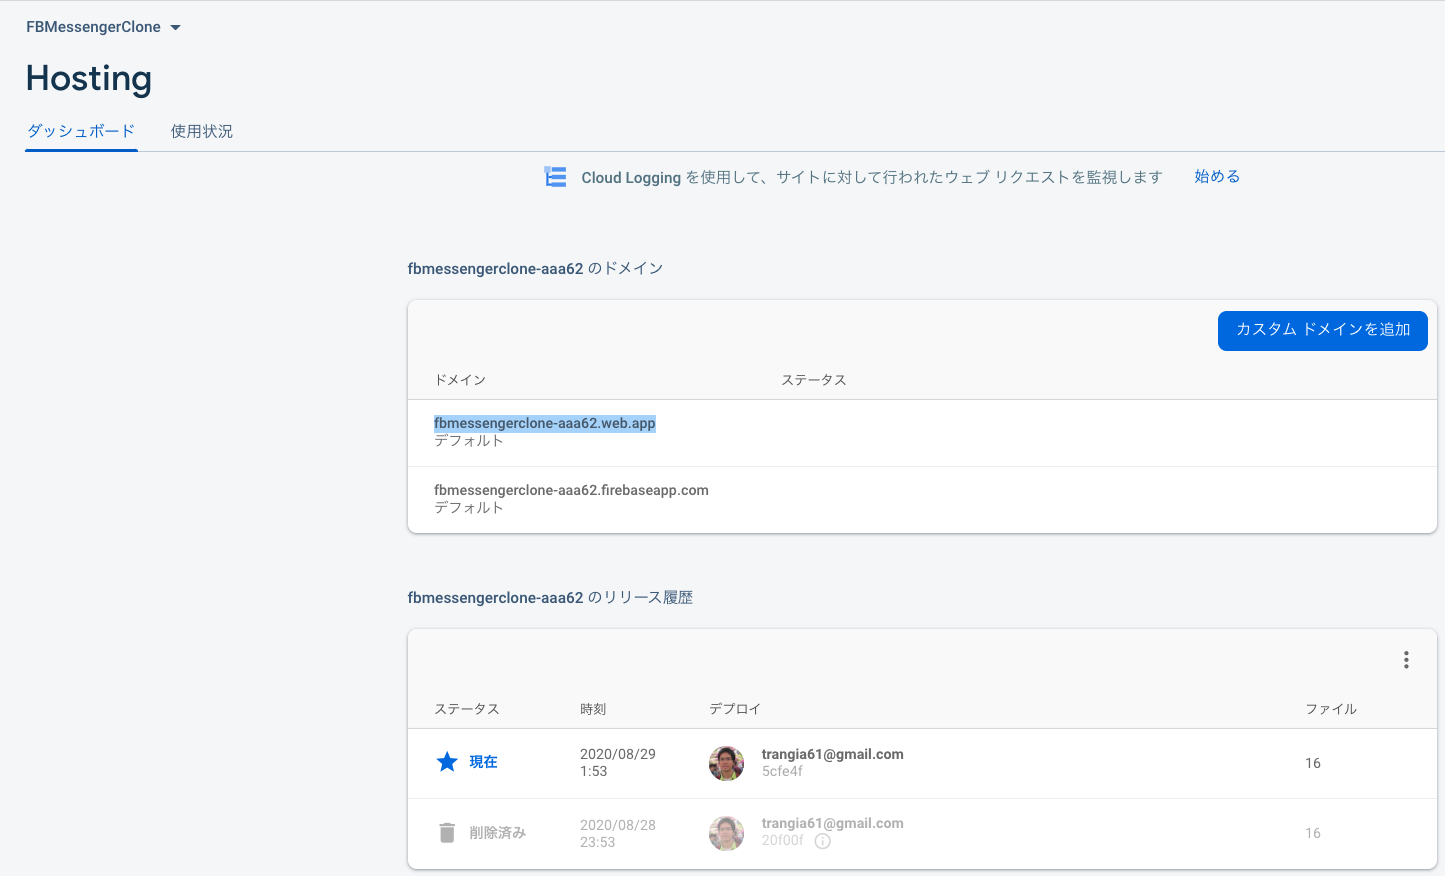 FBMessengerClone
Hosting
ダッシュボード 使用状況
Cloud Logging を使用して、サイトに対して行われたウェブ リクエストを監視します 始める
fbmessengerclone-aaa62 のドメイン
カスタム ドメインを追加
ドメイン ステータス
fbmessengerclone-aaa62.web.app
デフォルト
fbmessengerclone-aaa62.firebaseapp.com
デフォルト
fbmessengerclone-aaa62 のリリース履歴
ステータス 時刻 デプロイ ファイル
現在 2020/08/29 1:53 trangia61@gmail.com 5cfe4f 16
削除済み 2020/08/28 23:53 trangia61@gmail.com 20f00f 16